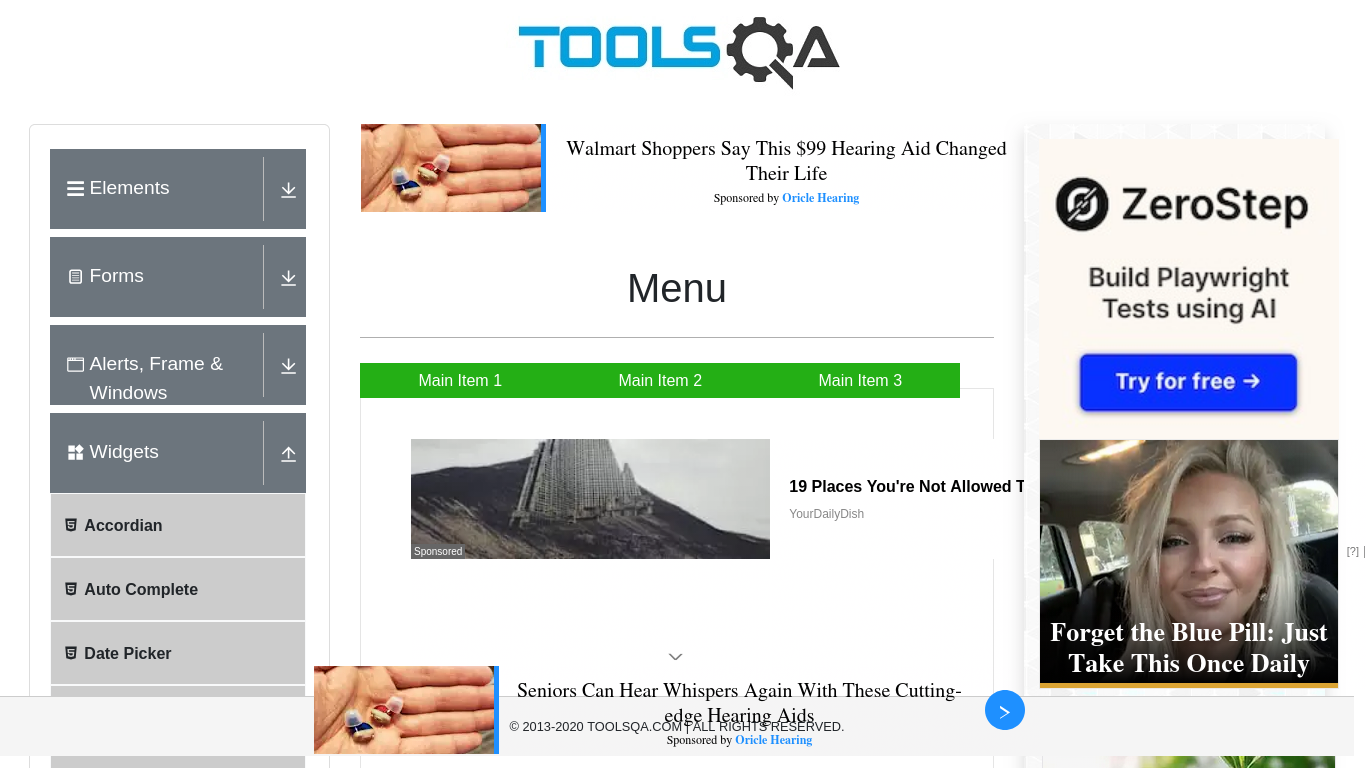 TOOLSQA
Elements
Forms
Alerts, Frame &
Windows
Widgets
Accordian
Auto Complete
Date Picker
Walmart Shoppers Say This $99 Hearing Aid Changed
Their Life
Sponsored by Oricle Hearing
Menu
Main Item 1
Main Item 2
Main Item 3
Sponsored
19 Places You're Not Allowed T
YourDailyDish
ZeroStep
Build Playwright
Tests using AI
Try for free →
[?]
Forget the Blue Pill: Just
Take This Once Daily
Seniors Can Hear Whispers Again With These Cutting-
edge Hearing Aids
© 2013-2020 TOOLSQA.COM | ALL RIGHTS RESERVED.
Sponsored by Oricle Hearing